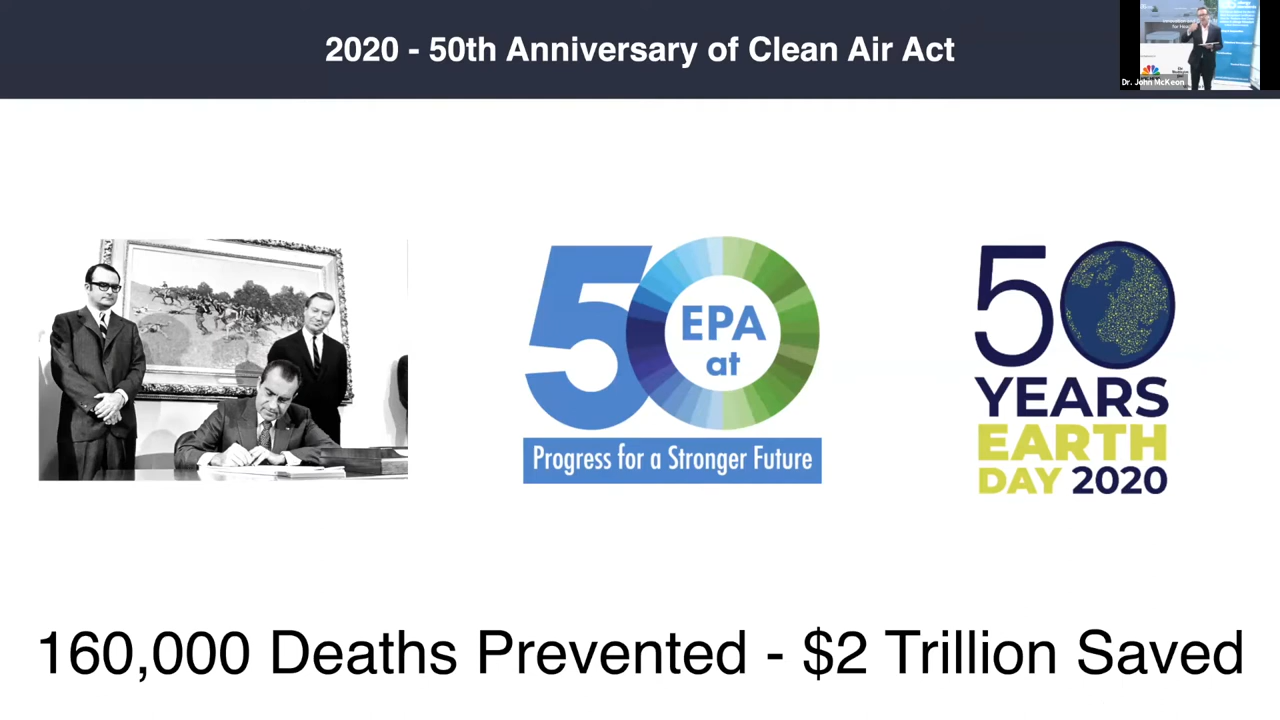 2020 - 50th Anniversary of Clean Air Act
Dr. John McKeon
50
EPA
at
Progress for a Stronger Future
50
YEARS
EARTH
DAY 2020
160,000 Deaths Prevented - $2 Trillion Saved